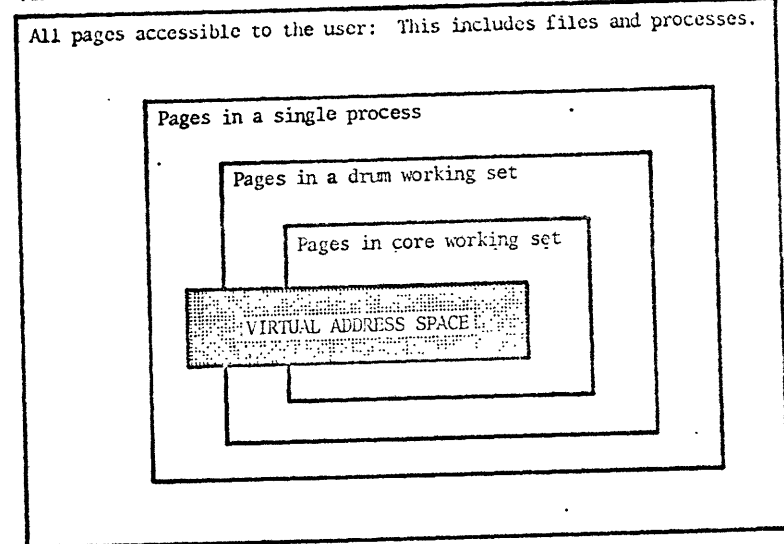 All pages accessible to the user:  This includes files and processes.
Pages in a single process
Pages in a drum working set
Pages in core working set
VIRTUAL ADDRESS SPACE